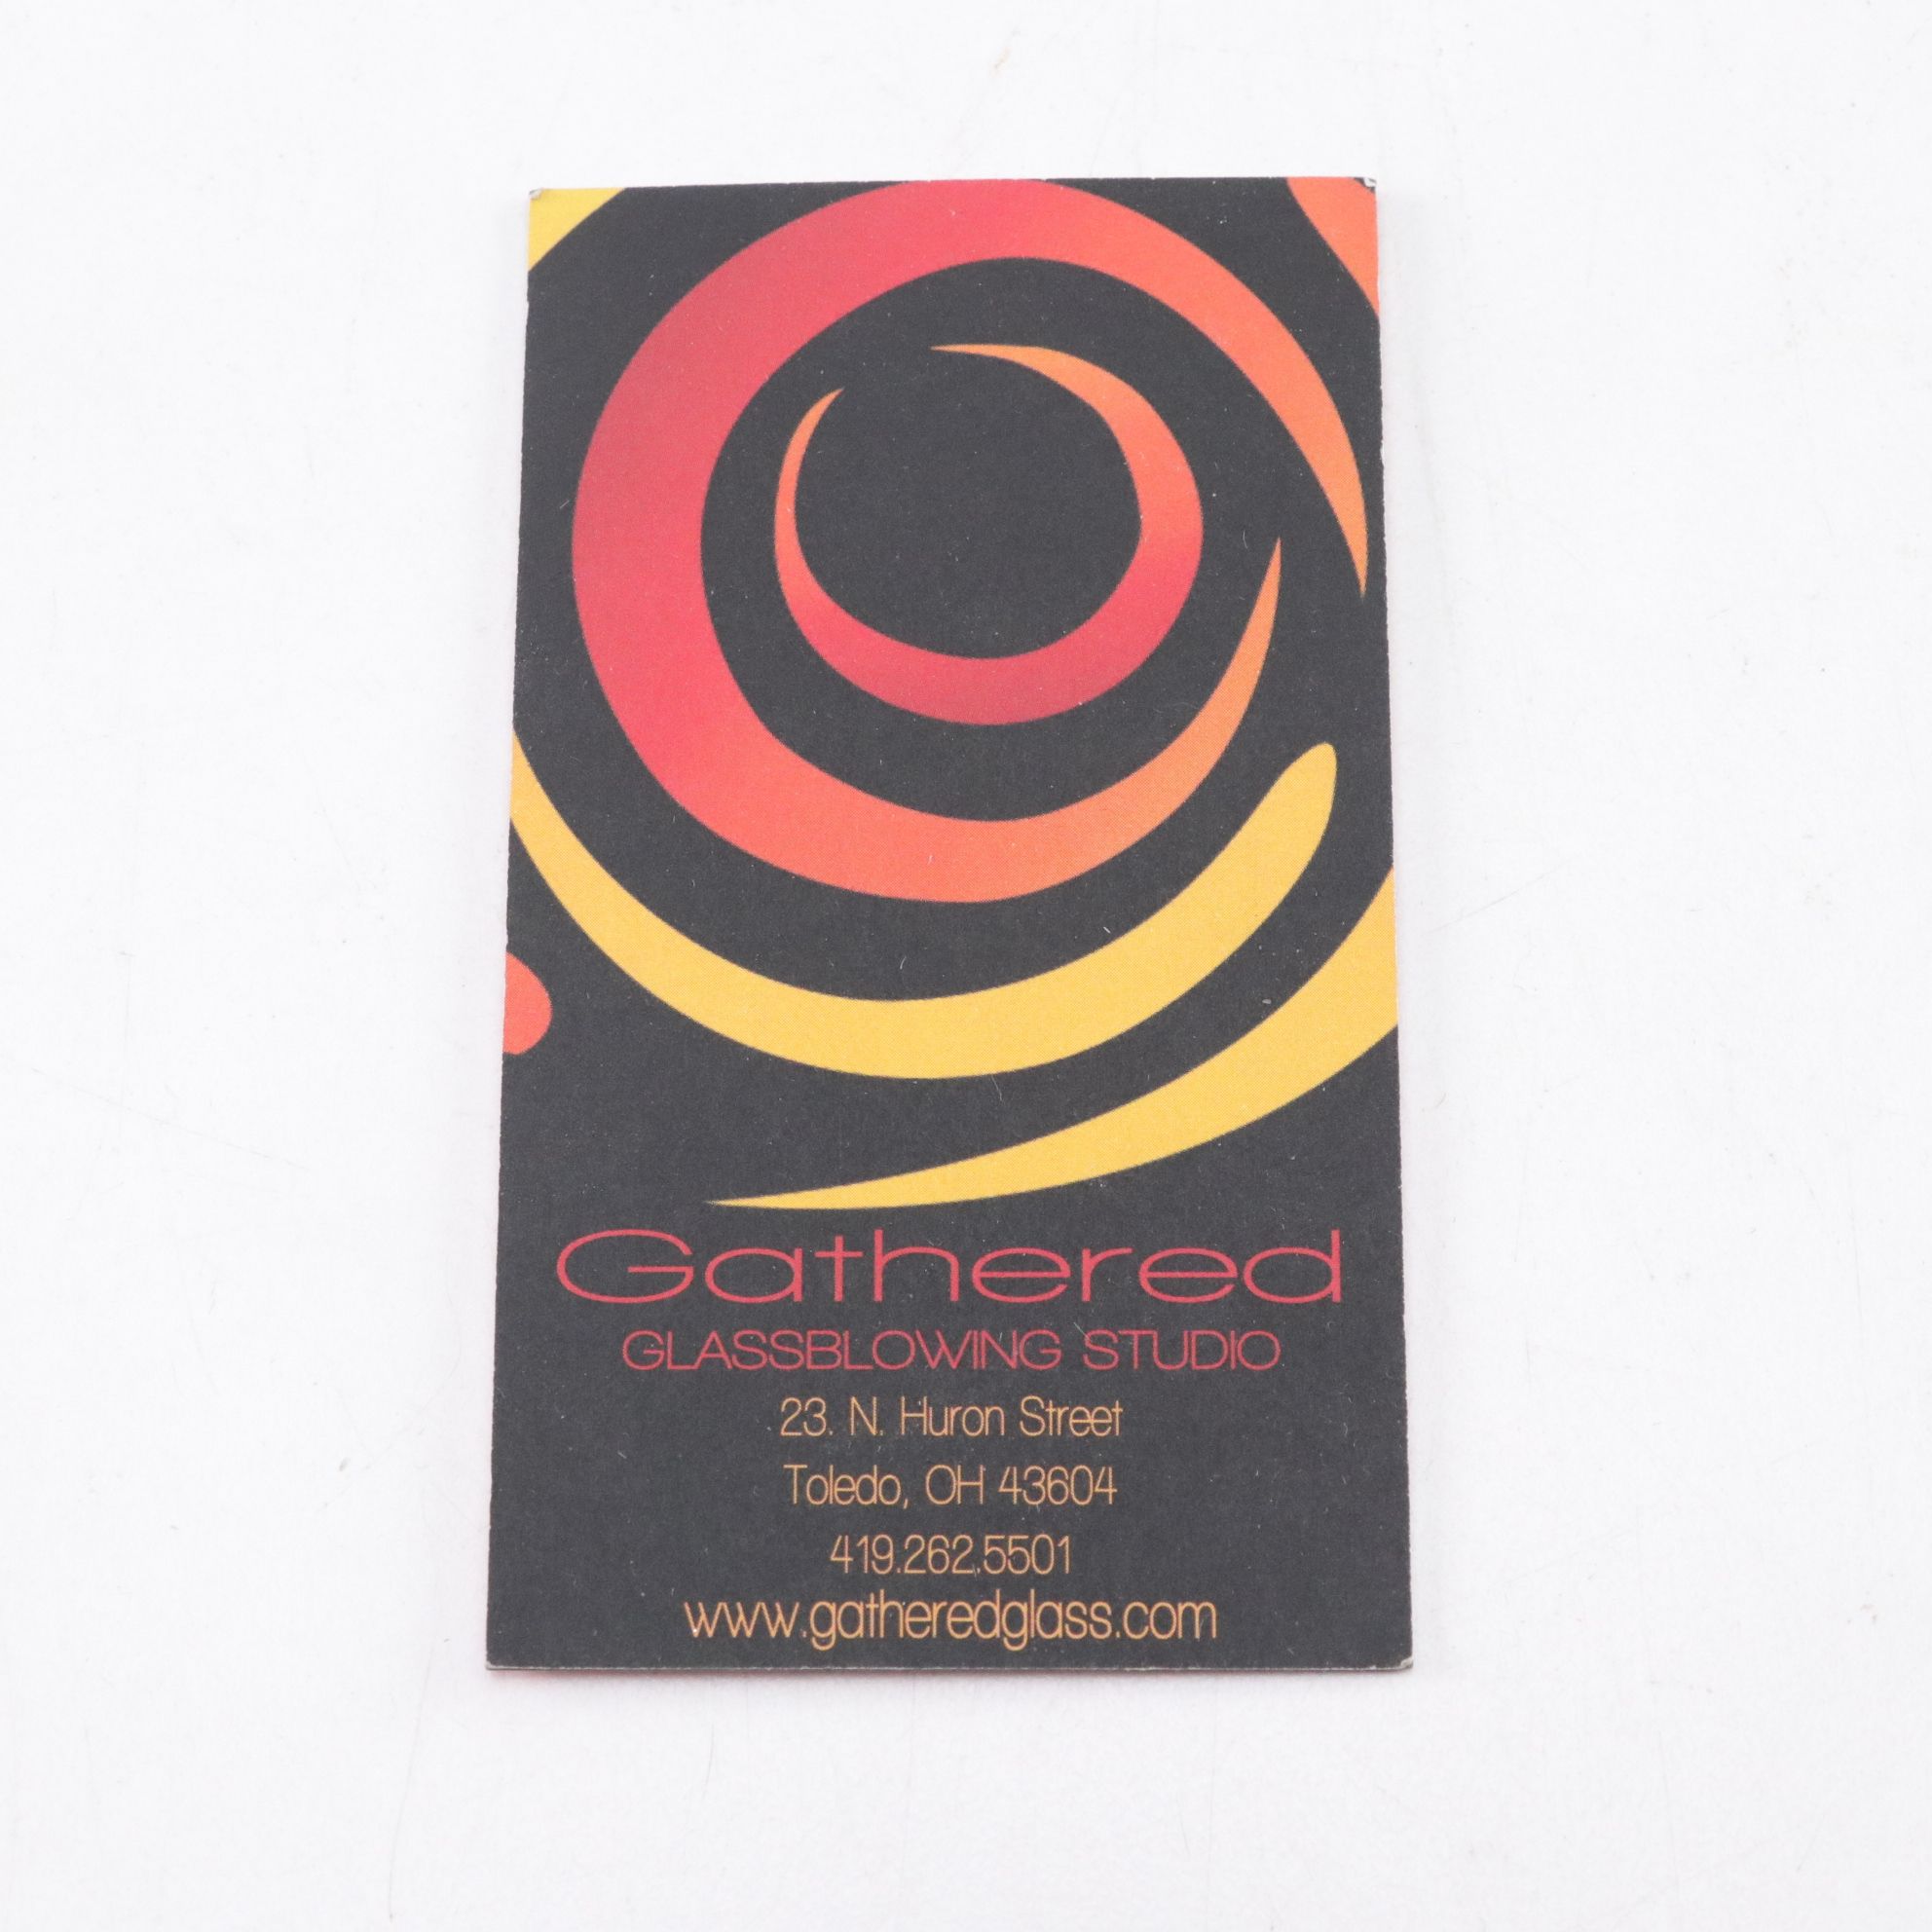 Gathered
GLASSBLOWING STUDIO
23. N. Huron Street
Toledo, OH 43604
419.262.5501
www.gatheredglass.com